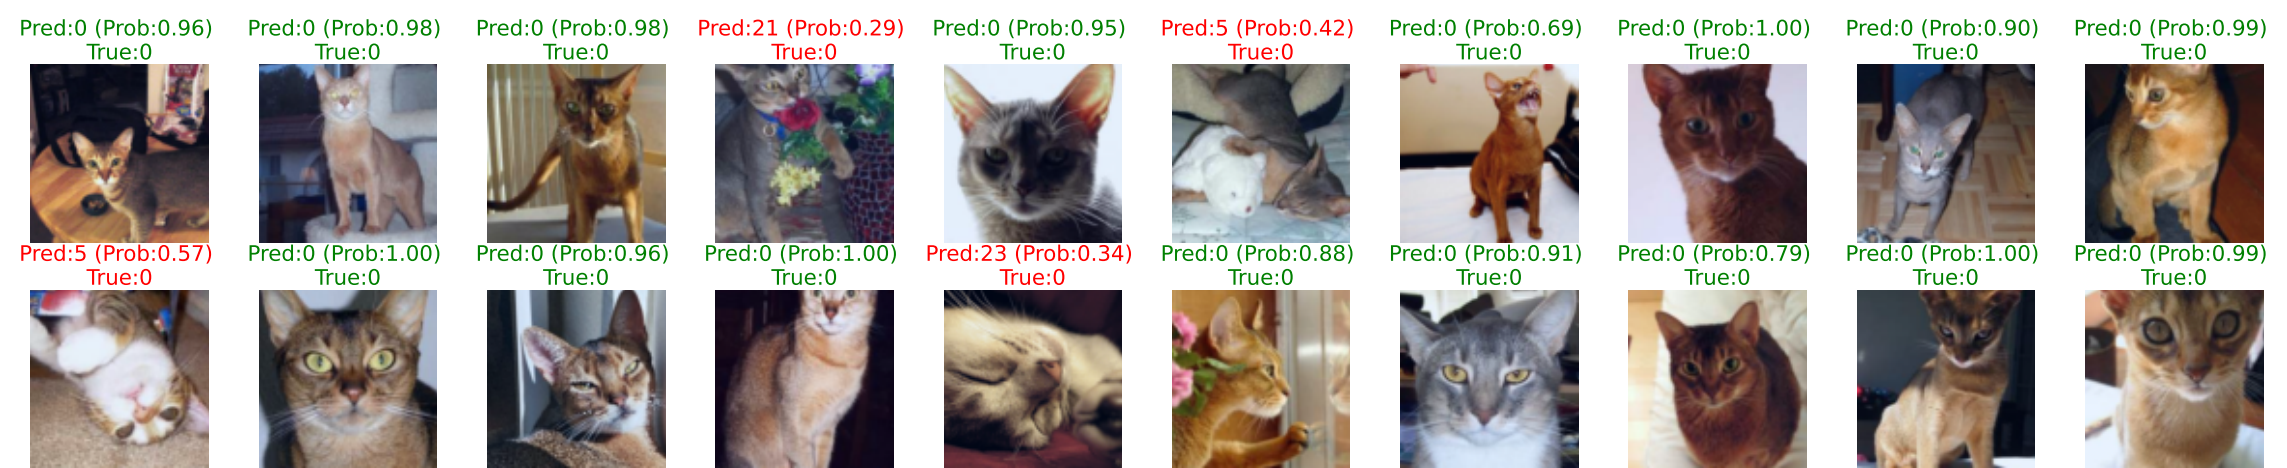 Pred:0 (Prob:0.96) Pred:0 (Prob:0.98) Pred:0 (Prob:0.98) Pred:21 (Prob:0.29) Pred:0 (Prob:0.95) Pred:5 (Prob:0.42) Pred:0 (Prob:0.69) Pred:0 (Prob:1.00) Pred:0 (Prob:0.90) Pred:0 (Prob:0.99)
True:0 True:0 True:0 True:0 True:0 True:0 True:0 True:0 True:0 True:0
Pred:5 (Prob:0.57) Pred:0 (Prob:1.00) Pred:0 (Prob:0.96) Pred:0 (Prob:1.00) Pred:23 (Prob:0.34) Pred:0 (Prob:0.88) Pred:0 (Prob:0.91) Pred:0 (Prob:0.79) Pred:0 (Prob:1.00) Pred:0 (Prob:0.99)
True:0 True:0 True:0 True:0 True:0 True:0 True:0 True:0 True:0 True:0